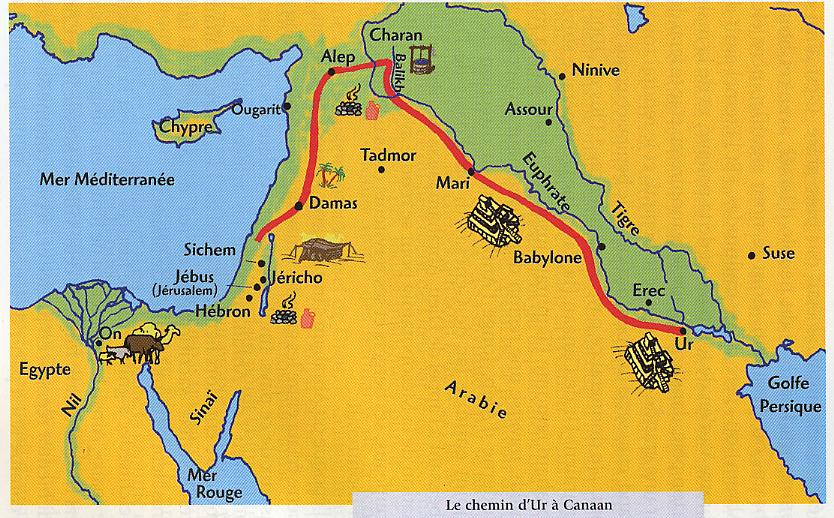 Charan
Alep
Balikh
Ninive
Ougarit
Assour
Chypre
Tadmor
Mer Méditerranée
Mari
Euphrate
Damas
Tigre
Sichem
Babylone
Suse
Jébus
(Jérusalem)
Jéricho
Erec
Hébron
On
Ur
Egypte
Nil
Sinaï
Arabie
Golfe
Persique
Mer
Rouge
Le chemin d'Ur à Canaan